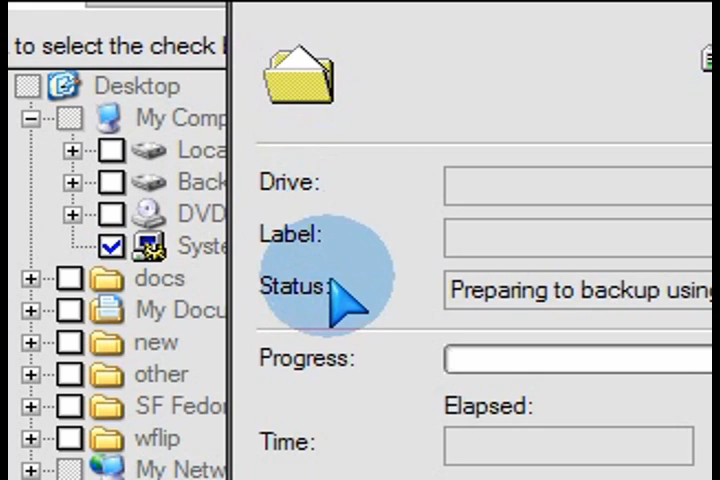 to select the check
Desktop
My Comp
Loca
Back
DVD
Syste
docs
My Docu
new
other
SF Fedor
wflip
My Netw
Drive:
Label:
Status:
Preparing to backup using
Progress:
Elapsed:
Time: